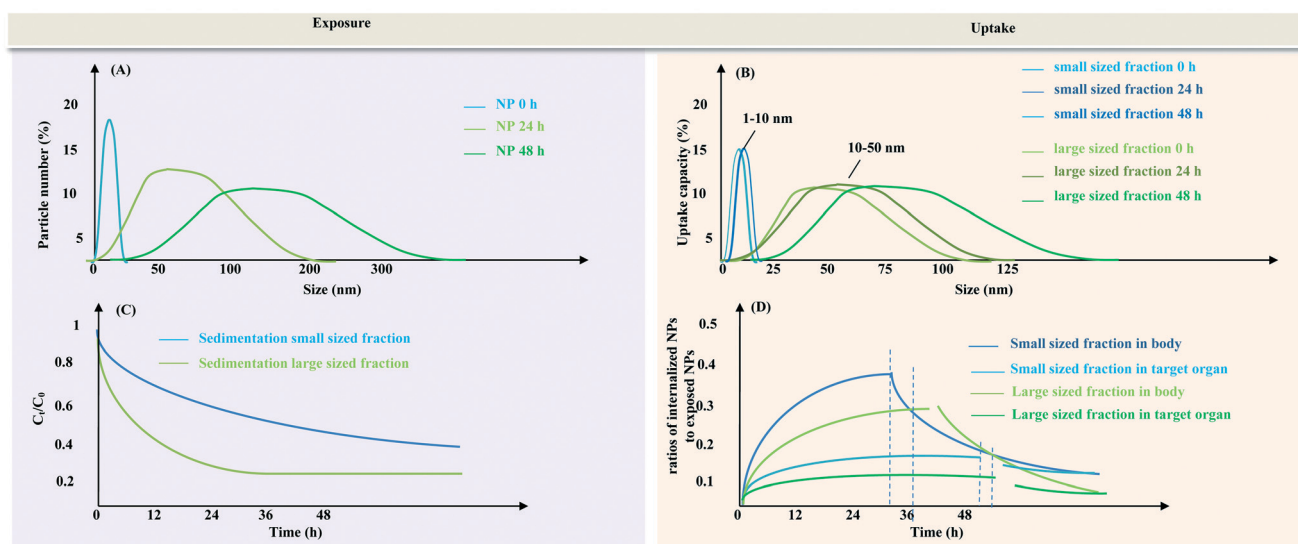 Exposure
Uptake
(A)
Particle number (%)
20
15
10
5
0
50
100
200
300
Size (nm)
NP 0 h
NP 24 h
NP 48 h
(B)
Uptake capacity (%)
20
15
10
5
0
25
50
75
100
125
Size (nm)
1-10 nm
10-50 nm
small sized fraction 0 h
small sized fraction 24 h
small sized fraction 48 h
large sized fraction 0 h
large sized fraction 24 h
large sized fraction 48 h
(C)
Ct/C0
1
0.8
0.6
0.4
0.2
0
12
24
36
48
Time (h)
Sedimentation small sized fraction
Sedimentation large sized fraction
(D)
ratios of internalized NPs
to exposed NPs
0.5
0.4
0.3
0.2
0.1
0
12
24
36
48
Time (h)
Small sized fraction in body
Small sized fraction in target organ
Large sized fraction in body
Large sized fraction in target organ